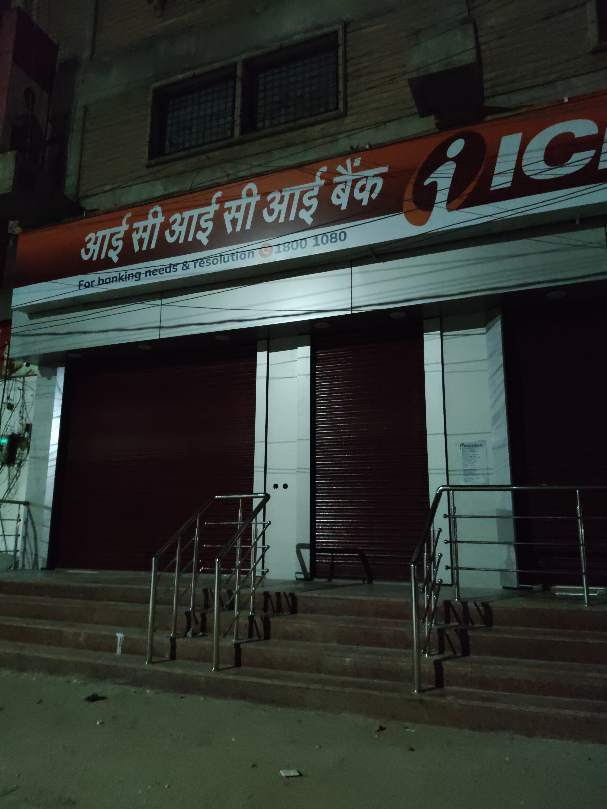 आई सी आई सी आई बैंक
i ICI
For banking needs & resolution 1800 1080